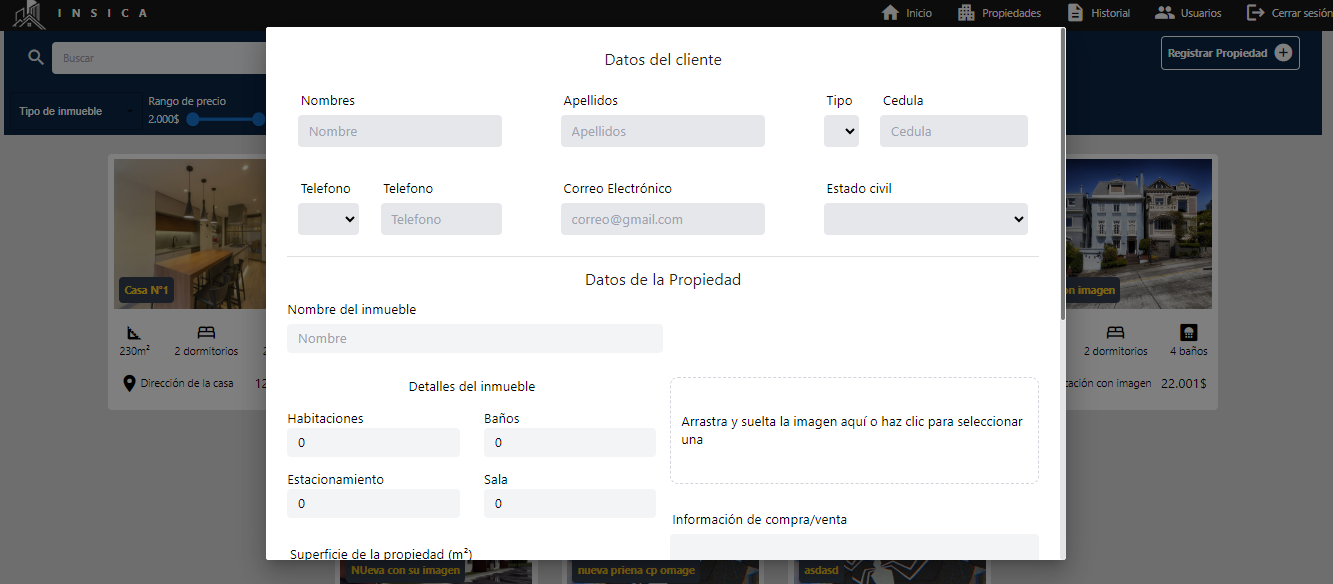 INSICA
Inicio
Propiedades
Historial
Usuarios
Cerrar sesión
Buscar
Registrar Propiedad
Tipo de inmueble
Rango de precio
2.000$
Datos del cliente
Nombres
Apellidos
Tipo
Cedula
Nombre
Apellidos
Cedula
Telefono
Telefono
Correo Electrónico
Estado civil
Telefono
correo@gmail.com
Datos de la Propiedad
Nombre del inmueble
Nombre
Detalles del inmueble
Habitaciones
Baños
0
0
Estacionamiento
Sala
0
0
Superficie de la propiedad (m²)
Arrastra y suelta la imagen aquí o haz clic para seleccionar
una
Información de compra/venta
Casa N°1
230m²
2 dormitorios
2
Dirección de la casa
12
on imagen
2 dormitorios
4 baños
cación con imagen
22.001$
NUeva con su imagen
nueva priena cp omage
asdasd